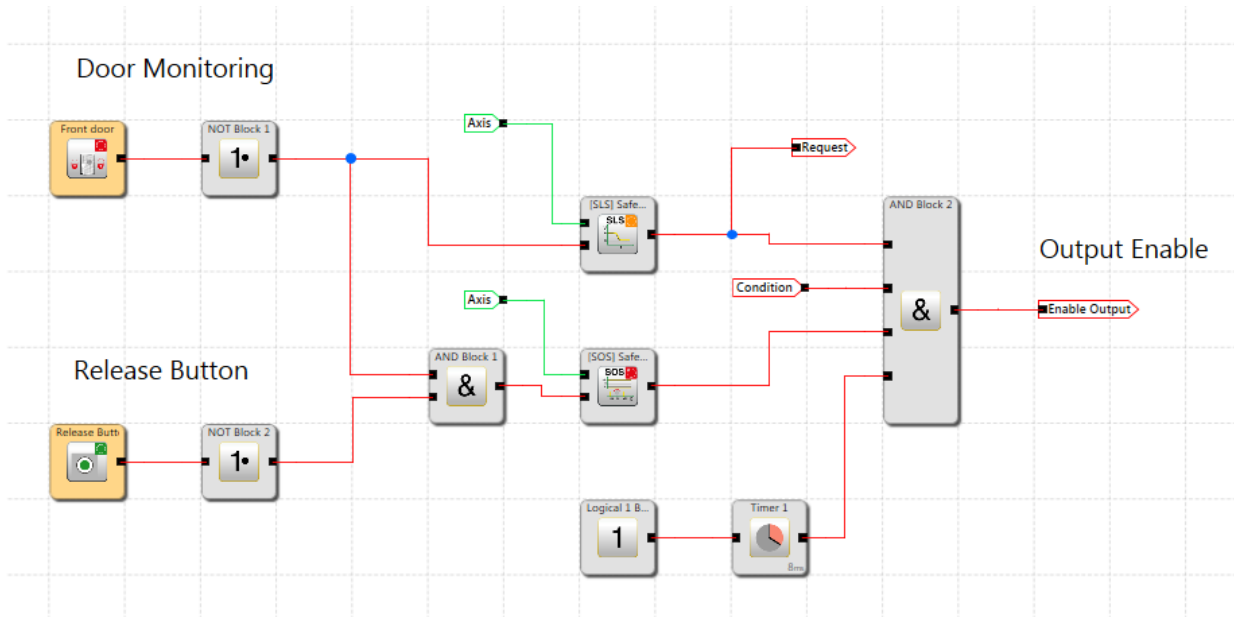 Door Monitoring
Front door
NOT Block 1
1•
Axis
Request
[SLS] Safe...
SLS
AND Block 2
Output Enable
Condition
&
Enable Output
Axis
Release Button
AND Block 1
&
[SOS] Safe...
SOS
Release Butt
NOT Block 2
1•
Logical 1 B...
1
Timer 1
8ms